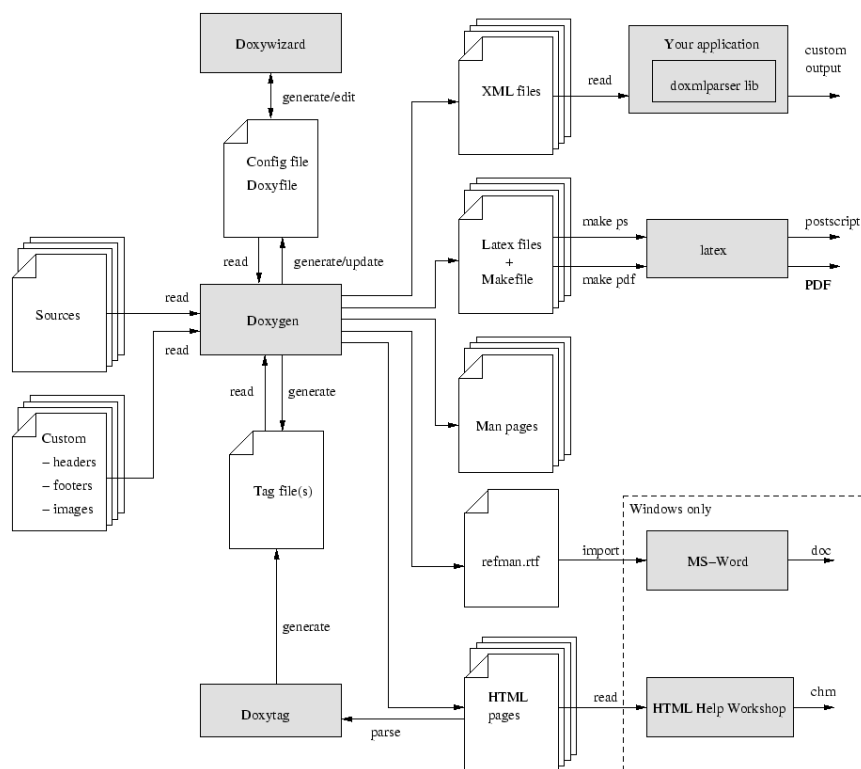 Doxywizard
generate/edit
Config file
Doxyfile
read
generate/update
Sources
read
Doxygen
read
Custom
– headers
– footers
– images
read
generate
Tag file(s)
generate
Doxytag
parse
XML files
read
Your application
doxmlparser lib
custom
output
Latex files
+
Makefile
make ps
make pdf
latex
postscript
PDF
Man pages
Windows only
refman.rtf
import
MS–Word
doc
HTML
pages
read
HTML Help Workshop
chm